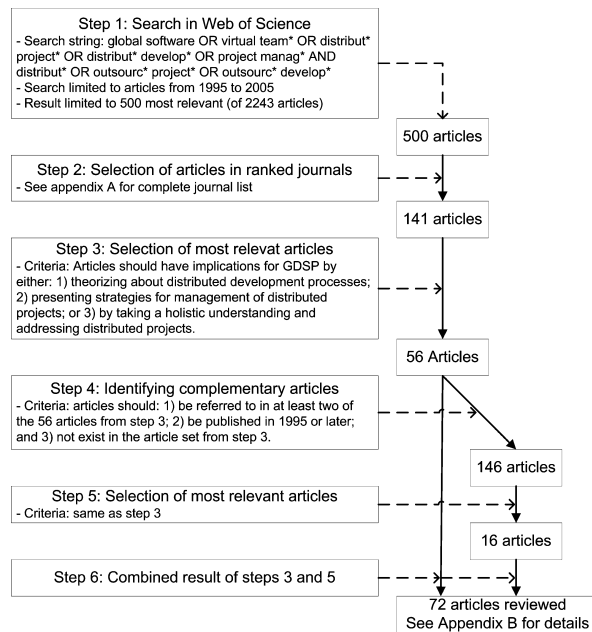 Step 1: Search in Web of Science
- Search string: global software OR virtual team* OR distribut*
project* OR distribut* develop* OR project manag* AND
distribut* OR outsourc* project* OR outsourc* develop*
- Search limited to articles from 1995 to 2005
- Result limited to 500 most relevant (of 2243 articles)
500 articles
Step 2: Selection of articles in ranked journals
- See appendix A for complete journal list
141 articles
Step 3: Selection of most relevat articles
- Criteria: Articles should have implications for GDSP by
either: 1) theorizing about distributed development processes;
2) presenting strategies for management of distributed
projects; or 3) by taking a holistic understanding and
addressing distributed projects.
56 Articles
Step 4: Identifying complementary articles
- Criteria: articles should: 1) be referred to in at least two of
the 56 articles from step 3; 2) be published in 1995 or later;
and 3) not exist in the article set from step 3.
146 articles
Step 5: Selection of most relevant articles
- Criteria: same as step 3
16 articles
Step 6: Combined result of steps 3 and 5
72 articles reviewed
See Appendix B for details